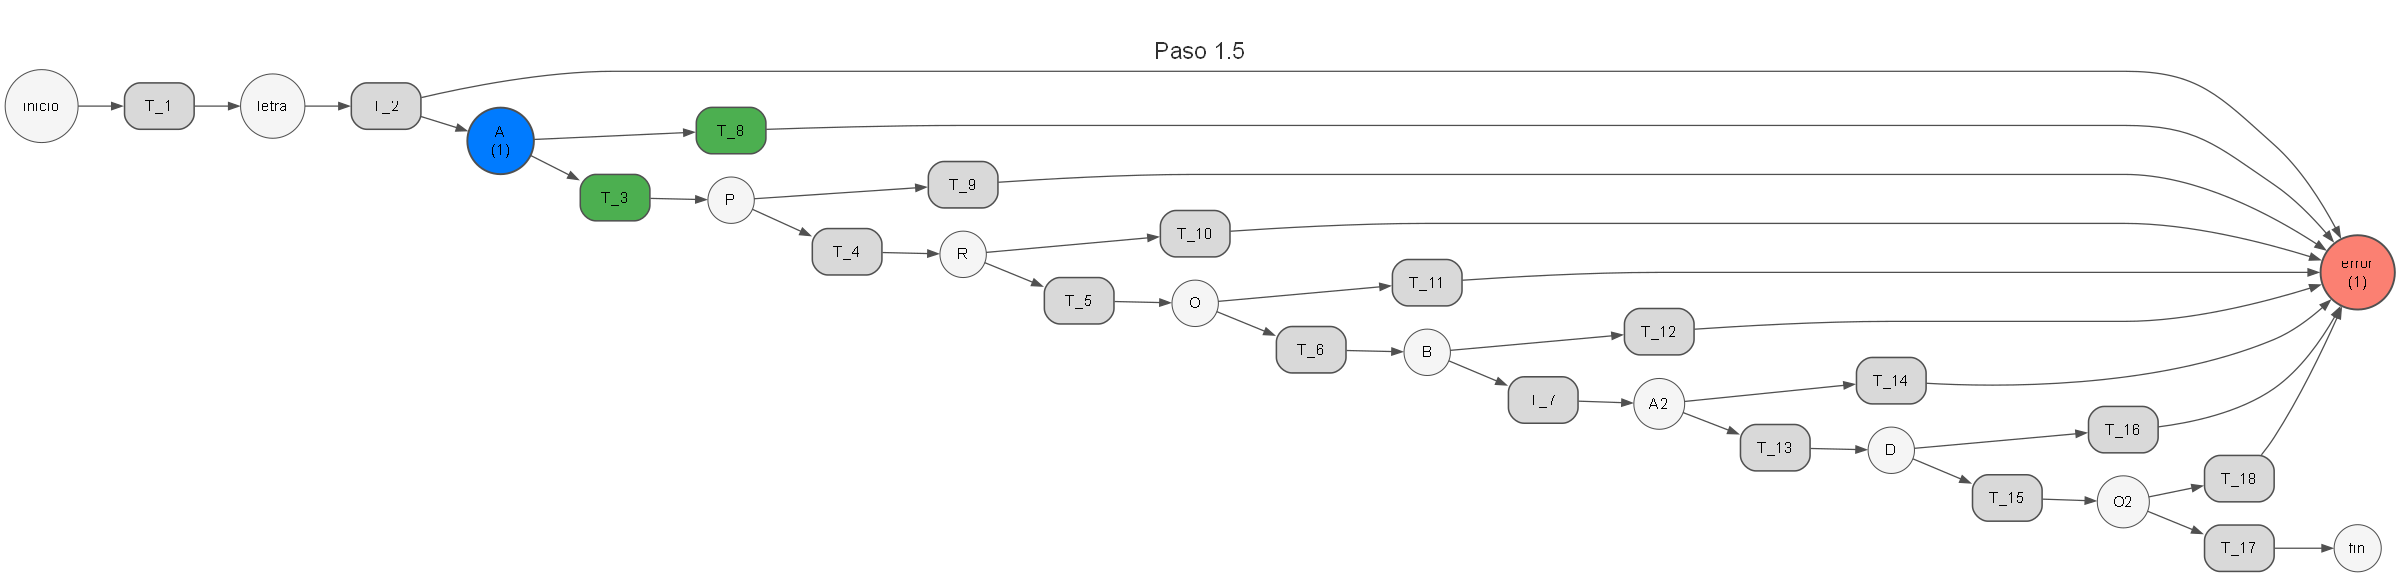 Paso 1.5
inicio
T_1
letra
T_2
A
(1)
T_8
T_3
P
T_9
T_4
R
T_10
T_5
O
T_11
error
(1)
T_6
B
T_12
T_7
A2
T_14
T_13
D
T_16
T_15
O2
T_18
T_17
fin